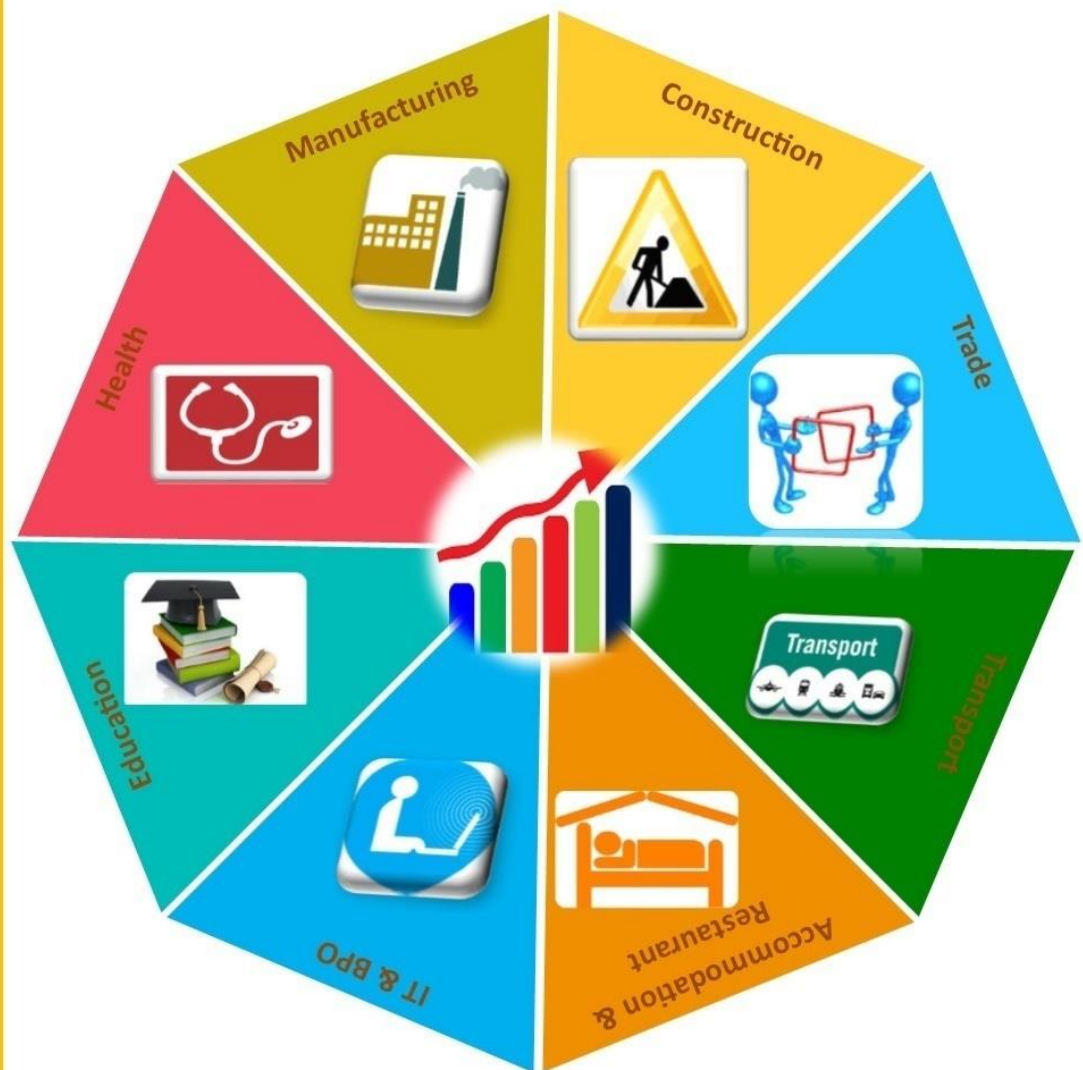 Manufacturing
Construction
Trade
Transport
Transport
Accommodation &
Restaurant
IT & BPO
Education
Health